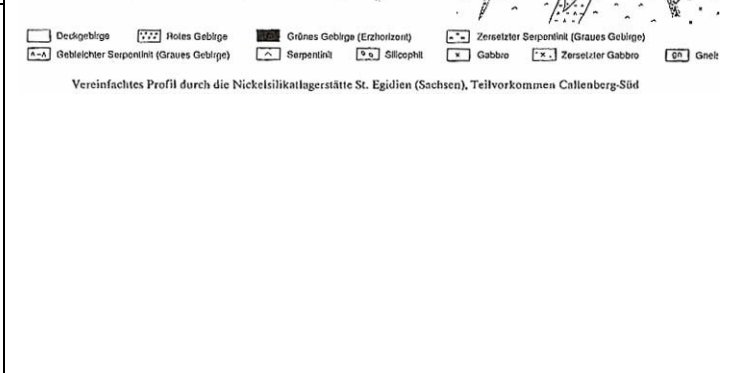 Deckgebirge Rotes Gebirge Grünes Gebirge (Erzhorizont) Zersetzter Serpentinit (Graues Gebirge)
Gebleichter Serpentinit (Graues Gebirge) Serpentinit Silicophit Gabbro Zersetzter Gabbro Gn Gneis
Vereinfachtes Profil durch die Nickelsilikatlagerstätte St. Egidien (Sachsen), Teilvorkommen Callenberg-Süd